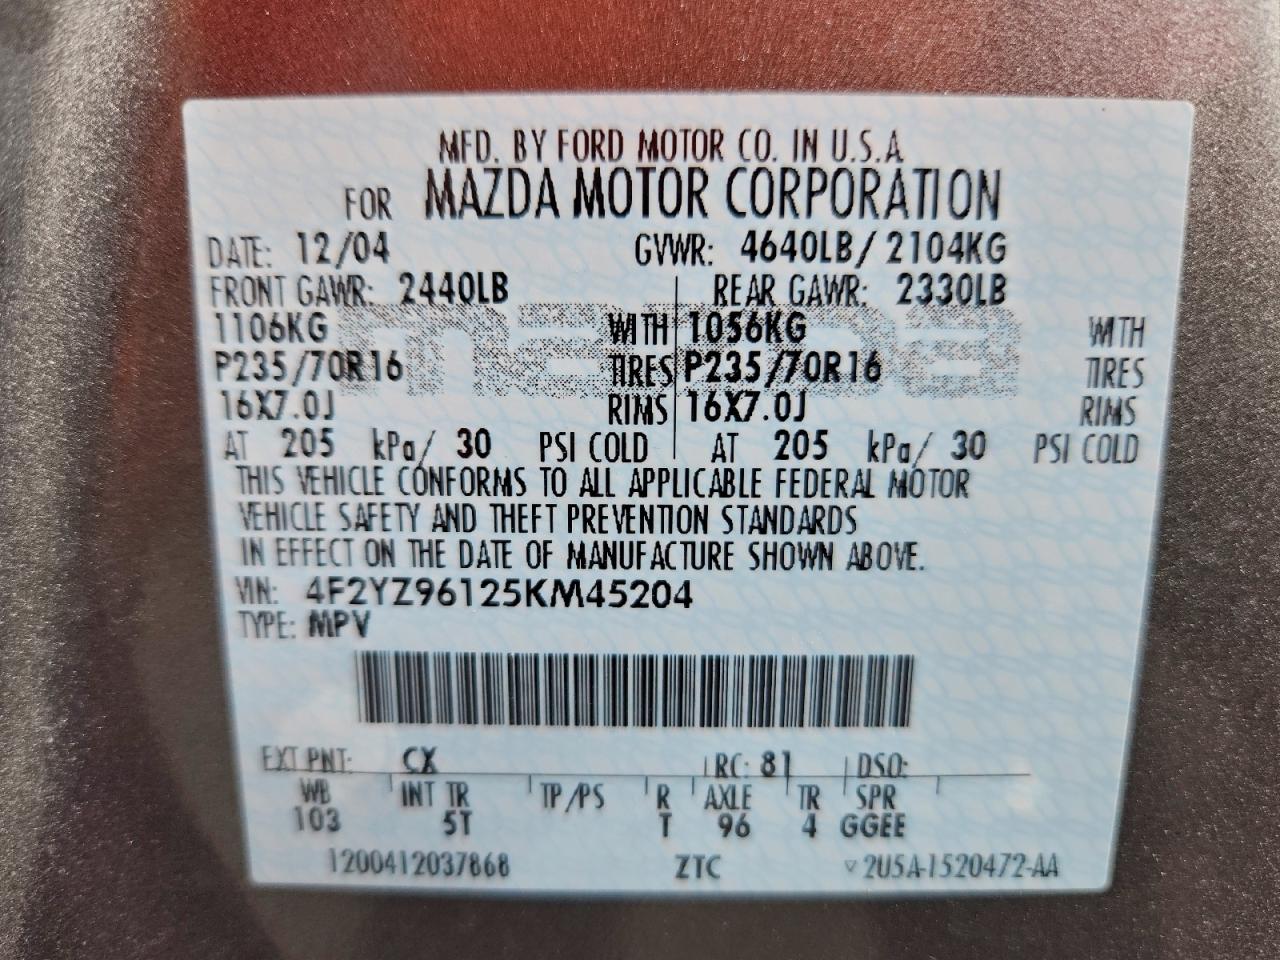 MFD. BY FORD MOTOR CO. IN U.S.A.
FOR MAZDA MOTOR CORPORATION
DATE: 12/04 GVWR: 4640LB/ 2104KG
FRONT GAWR: 2440LB REAR GAWR: 2330LB
1106KG WITH 1056KG WITH
P235/70R16 TIRES P235/70R16 TIRES
16X7.0J RIMS 16X7.0J RIMS
AT 205 kPa/ 30 PSI COLD AT 205 kPa/ 30 PSI COLD
THIS VEHICLE CONFORMS TO ALL APPLICABLE FEDERAL MOTOR
VEHICLE SAFETY AND THEFT PREVENTION STANDARDS
IN EFFECT ON THE DATE OF MANUFACTURE SHOWN ABOVE.
VIN: 4F2YZ96125KM45204
TYPE: MPV
EXT PNT: CX RC: 81 DSO:
WB INT TR TP/PS R AXLE TR SPR
103 5T T 96 4 GGEE
1200412037868 ZTC ▽ 2U5A-1520472-AA